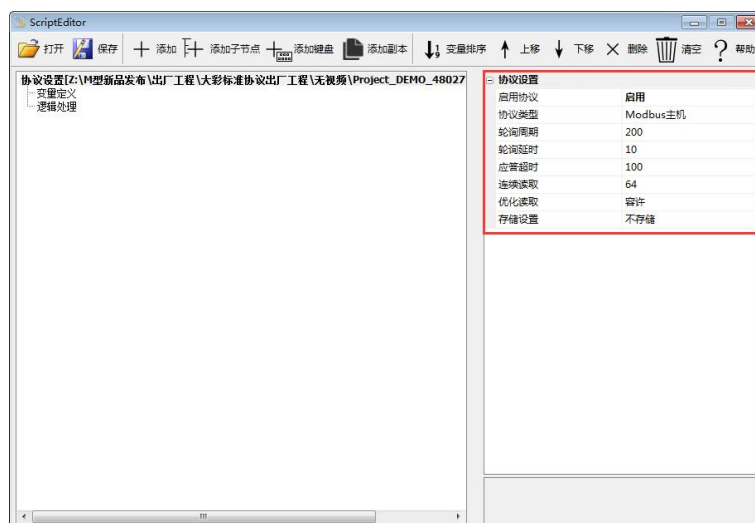 ScriptEditor
打开 保存 添加 添加子节点 添加键盘 添加副本 变量排序 上移 下移 删除 清空 帮助
协议设置[Z:\M型新品发布\出厂工程\大彩标准协议出厂工程\无视频\Project_DEMO_48027
变量定义
逻辑处理
协议设置
启用协议 启用
协议类型 Modbus主机
轮询周期 200
轮询延时 10
应答超时 100
连续读取 64
优化读取 容许
存储设置 不存储